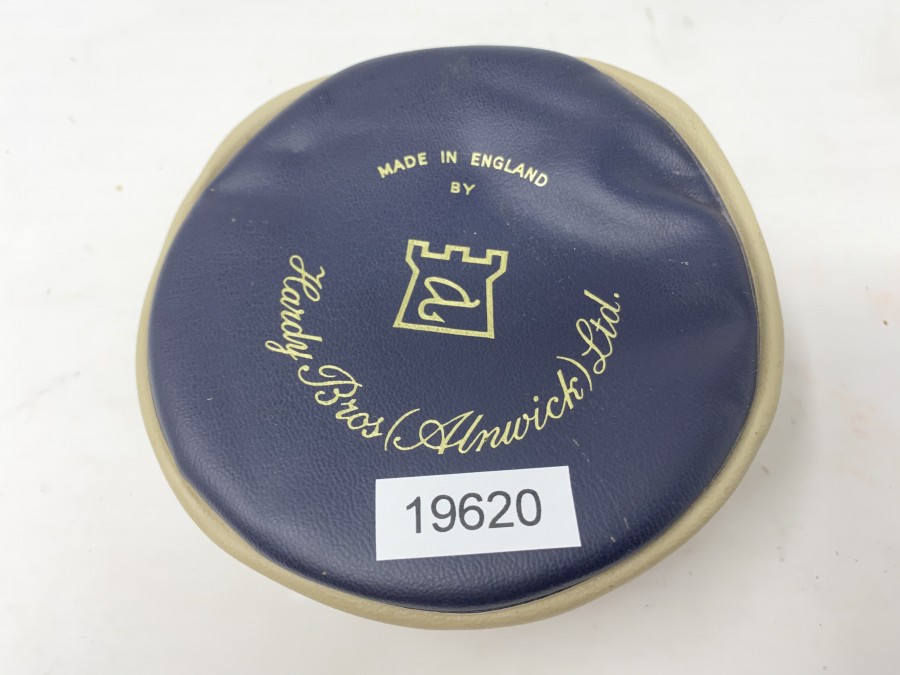 MADE IN ENGLAND
BY
a
Hardy Bros (Alnwick) Ltd.
19620